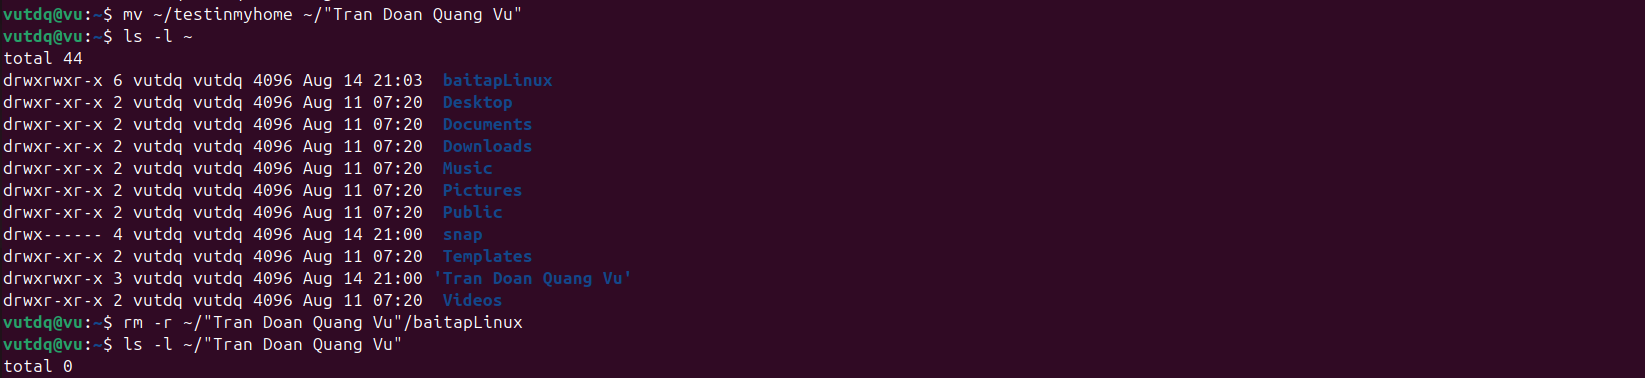 vutdq@vu:~$ mv ~/testinmyhome ~/"Tran Doan Quang Vu"
vutdq@vu:~$ ls -l ~
total 44
drwxrwxr-x 6 vutdq vutdq 4096 Aug 14 21:03  baitapLinux
drwxr-xr-x 2 vutdq vutdq 4096 Aug 11 07:20  Desktop
drwxr-xr-x 2 vutdq vutdq 4096 Aug 11 07:20  Documents
drwxr-xr-x 2 vutdq vutdq 4096 Aug 11 07:20  Downloads
drwxr-xr-x 2 vutdq vutdq 4096 Aug 11 07:20  Music
drwxr-xr-x 2 vutdq vutdq 4096 Aug 11 07:20  Pictures
drwxr-xr-x 2 vutdq vutdq 4096 Aug 11 07:20  Public
drwx------ 4 vutdq vutdq 4096 Aug 14 21:00  snap
drwxr-xr-x 2 vutdq vutdq 4096 Aug 11 07:20  Templates
drwxrwxr-x 3 vutdq vutdq 4096 Aug 14 21:00 'Tran Doan Quang Vu'
drwxr-xr-x 2 vutdq vutdq 4096 Aug 11 07:20  Videos
vutdq@vu:~$ rm -r ~/"Tran Doan Quang Vu"/baitapLinux
vutdq@vu:~$ ls -l ~/"Tran Doan Quang Vu"
total 0